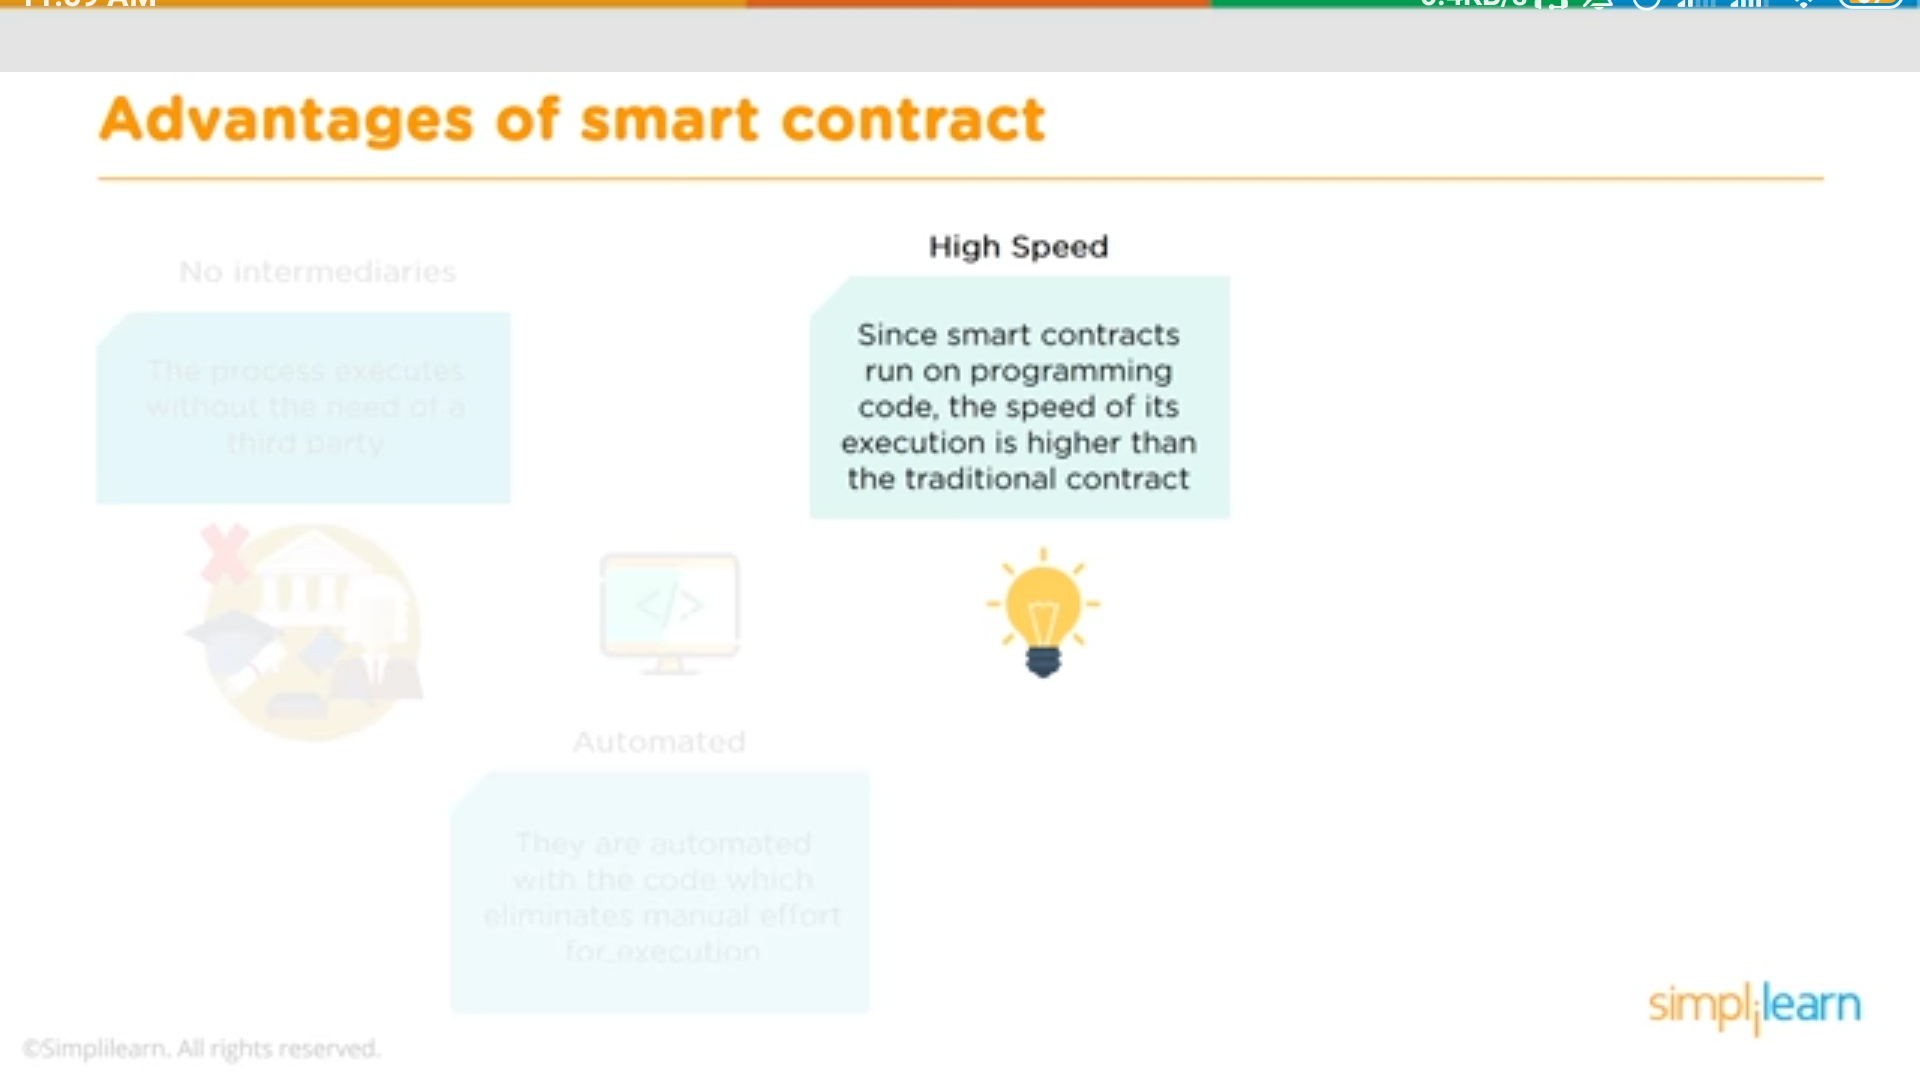 Advantages of smart contract
No intermediaries
The process executes
without the need of a
third party
High Speed
Since smart contracts
run on programming
code, the speed of its
execution is higher than
the traditional contract
</>
Automated
They are automated
with the code which
eliminates manual effort
for execution
simplilearn
©Simplilearn. All rights reserved.